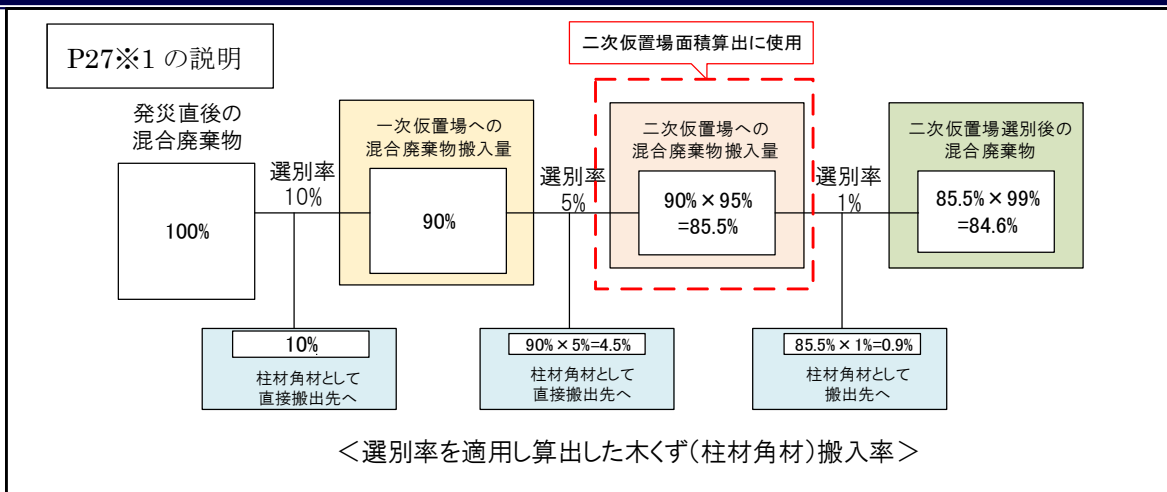 P27※1 の説明
二次仮置場面積算出に使用
発災直後の
混合廃棄物
100%
選別率
10%
一次仮置場への
混合廃棄物搬入量
90%
選別率
5%
二次仮置場への
混合廃棄物搬入量
90%×95%
=85.5%
選別率
1%
二次仮置場選別後の
混合廃棄物
85.5%×99%
=84.6%
10%
柱材角材として
直接搬出先へ
90%×5%=4.5%
柱材角材として
直接搬出先へ
85.5%×1%=0.9%
柱材角材として
搬出先へ
＜選別率を適用し算出した木くず(柱材角材)搬入率＞